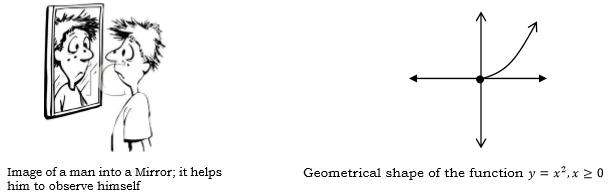 Image of a man into a Mirror; it helps
him to observe himself
Geometrical shape of the function y = x², x ≥ 0